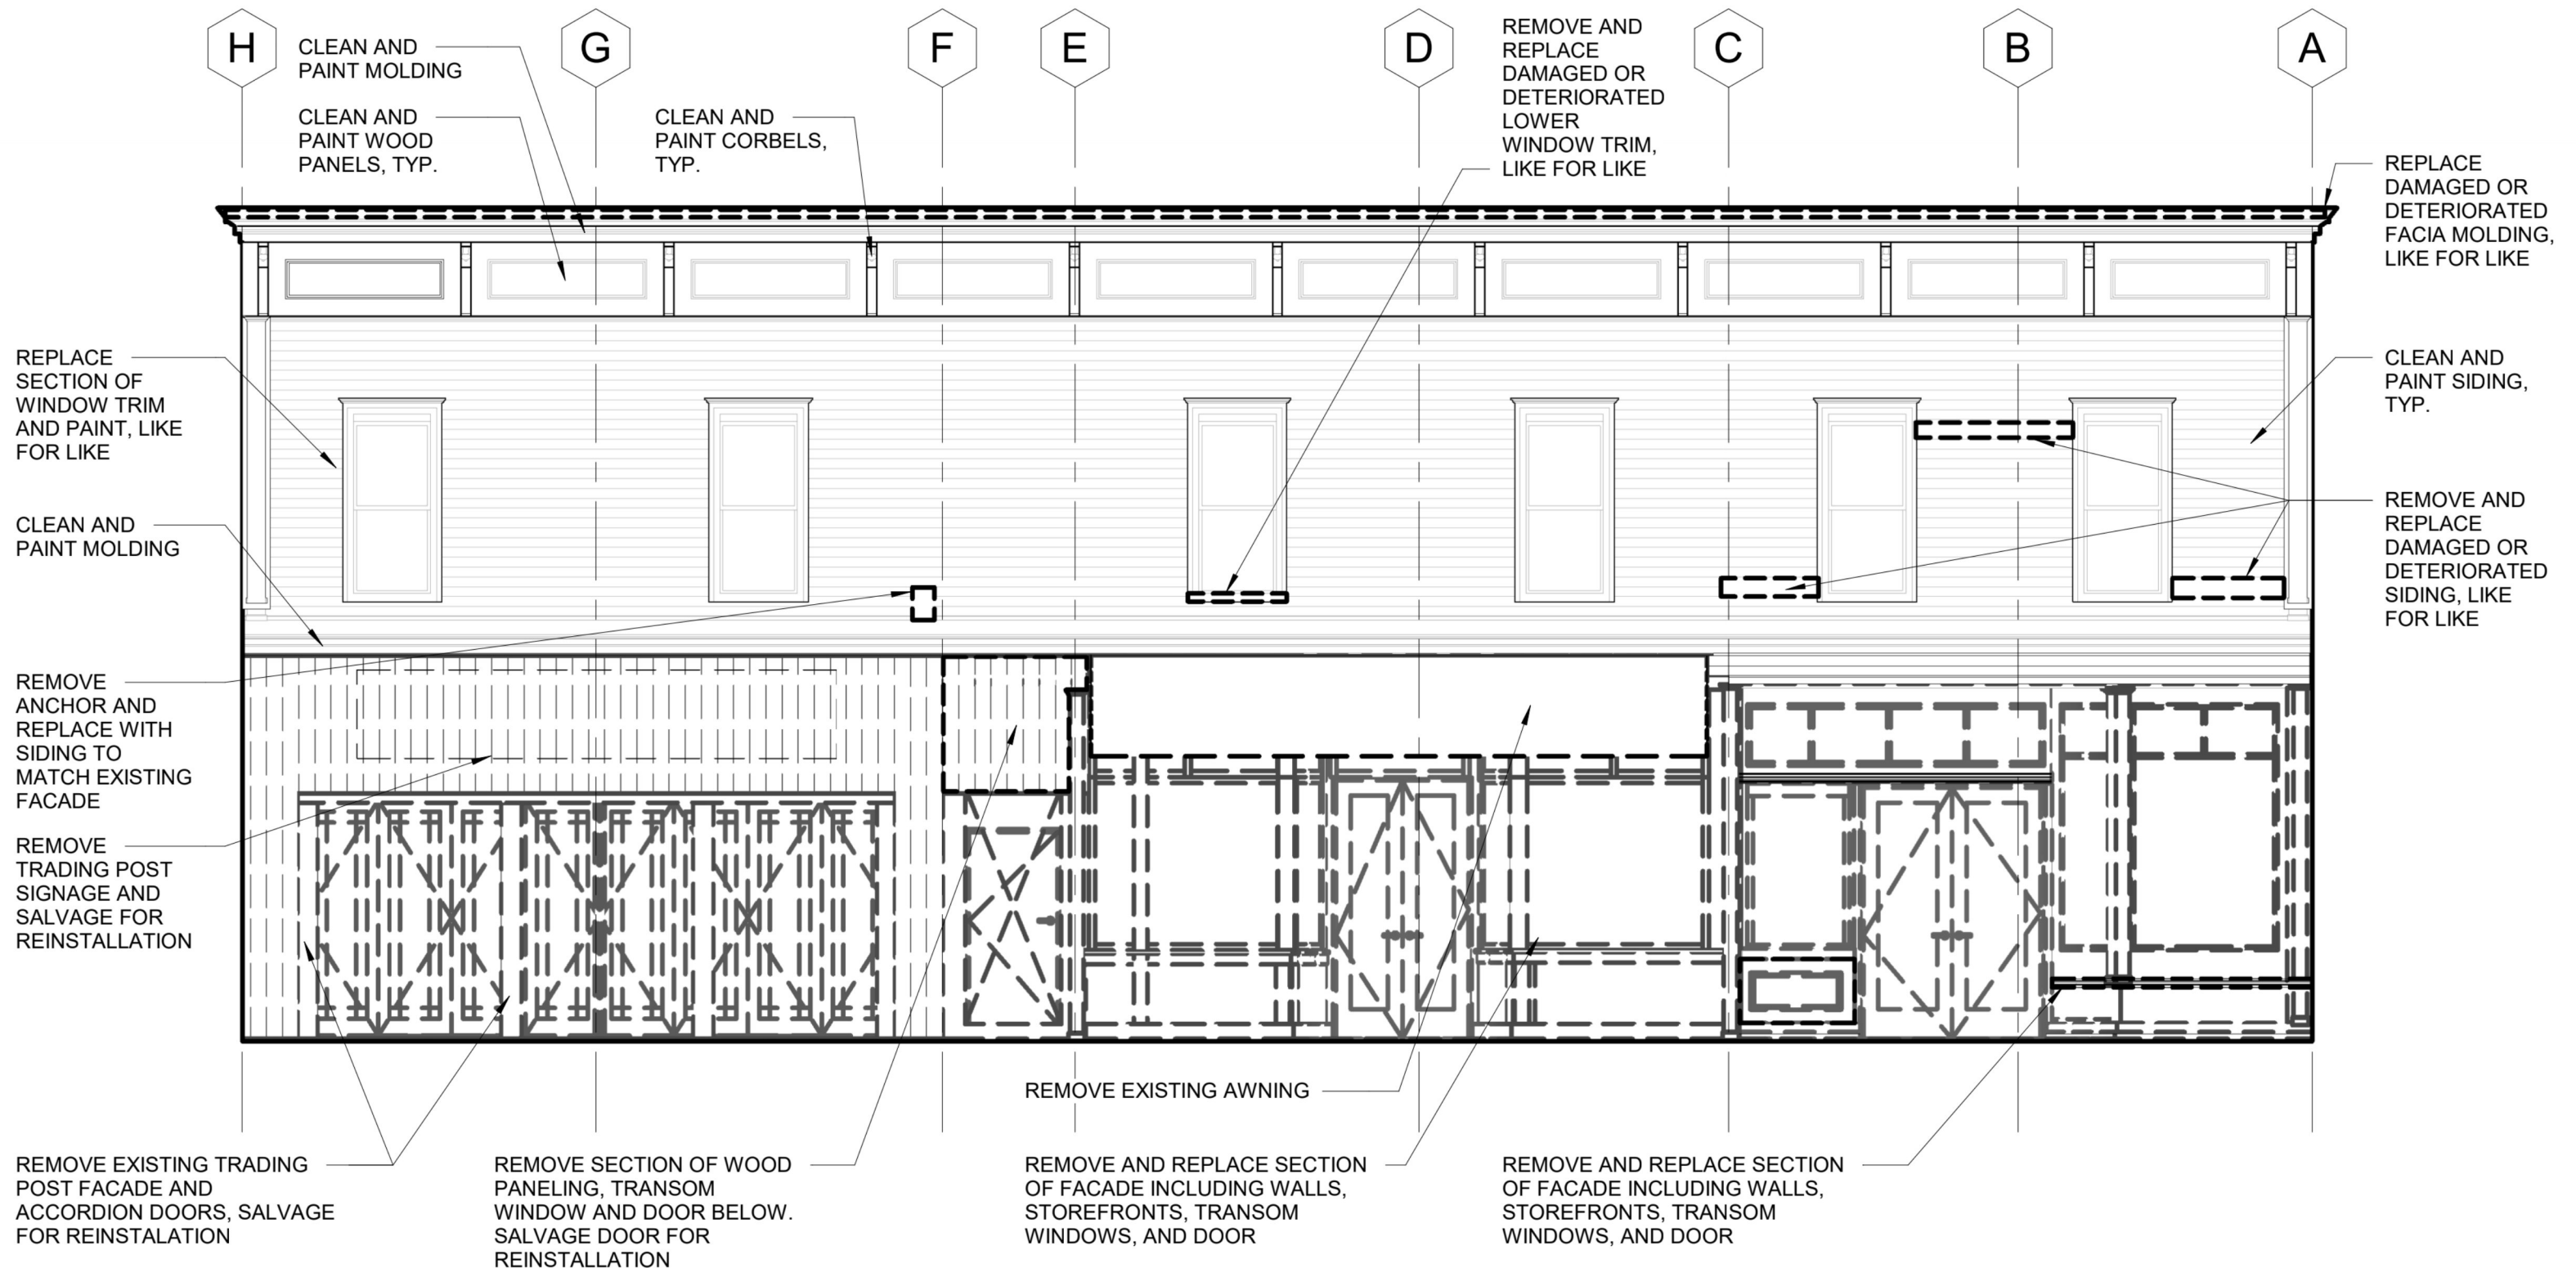 H
G
F
E
D
C
B
A
CLEAN AND
PAINT MOLDING
CLEAN AND
PAINT WOOD
PANELS, TYP.
CLEAN AND
PAINT CORBELS,
TYP.
REMOVE AND
REPLACE
DAMAGED OR
DETERIORATED
LOWER
WINDOW TRIM,
LIKE FOR LIKE
REPLACE
DAMAGED OR
DETERIORATED
FACIA MOLDING,
LIKE FOR LIKE
REPLACE
SECTION OF
WINDOW TRIM
AND PAINT, LIKE
FOR LIKE
CLEAN AND
PAINT SIDING,
TYP.
CLEAN AND
PAINT MOLDING
REMOVE AND
REPLACE
DAMAGED OR
DETERIORATED
SIDING, LIKE
FOR LIKE
REMOVE
ANCHOR AND
REPLACE WITH
SIDING TO
MATCH EXISTING
FACADE
REMOVE
TRADING POST
SIGNAGE AND
SALVAGE FOR
REINSTALLATION
REMOVE EXISTING AWNING
REMOVE EXISTING TRADING
POST FACADE AND
ACCORDION DOORS, SALVAGE
FOR REINSTALATION
REMOVE SECTION OF WOOD
PANELING, TRANSOM
WINDOW AND DOOR BELOW.
SALVAGE DOOR FOR
REINSTALLATION
REMOVE AND REPLACE SECTION
OF FACADE INCLUDING WALLS,
STOREFRONTS, TRANSOM
WINDOWS, AND DOOR
REMOVE AND REPLACE SECTION
OF FACADE INCLUDING WALLS,
STOREFRONTS, TRANSOM
WINDOWS, AND DOOR